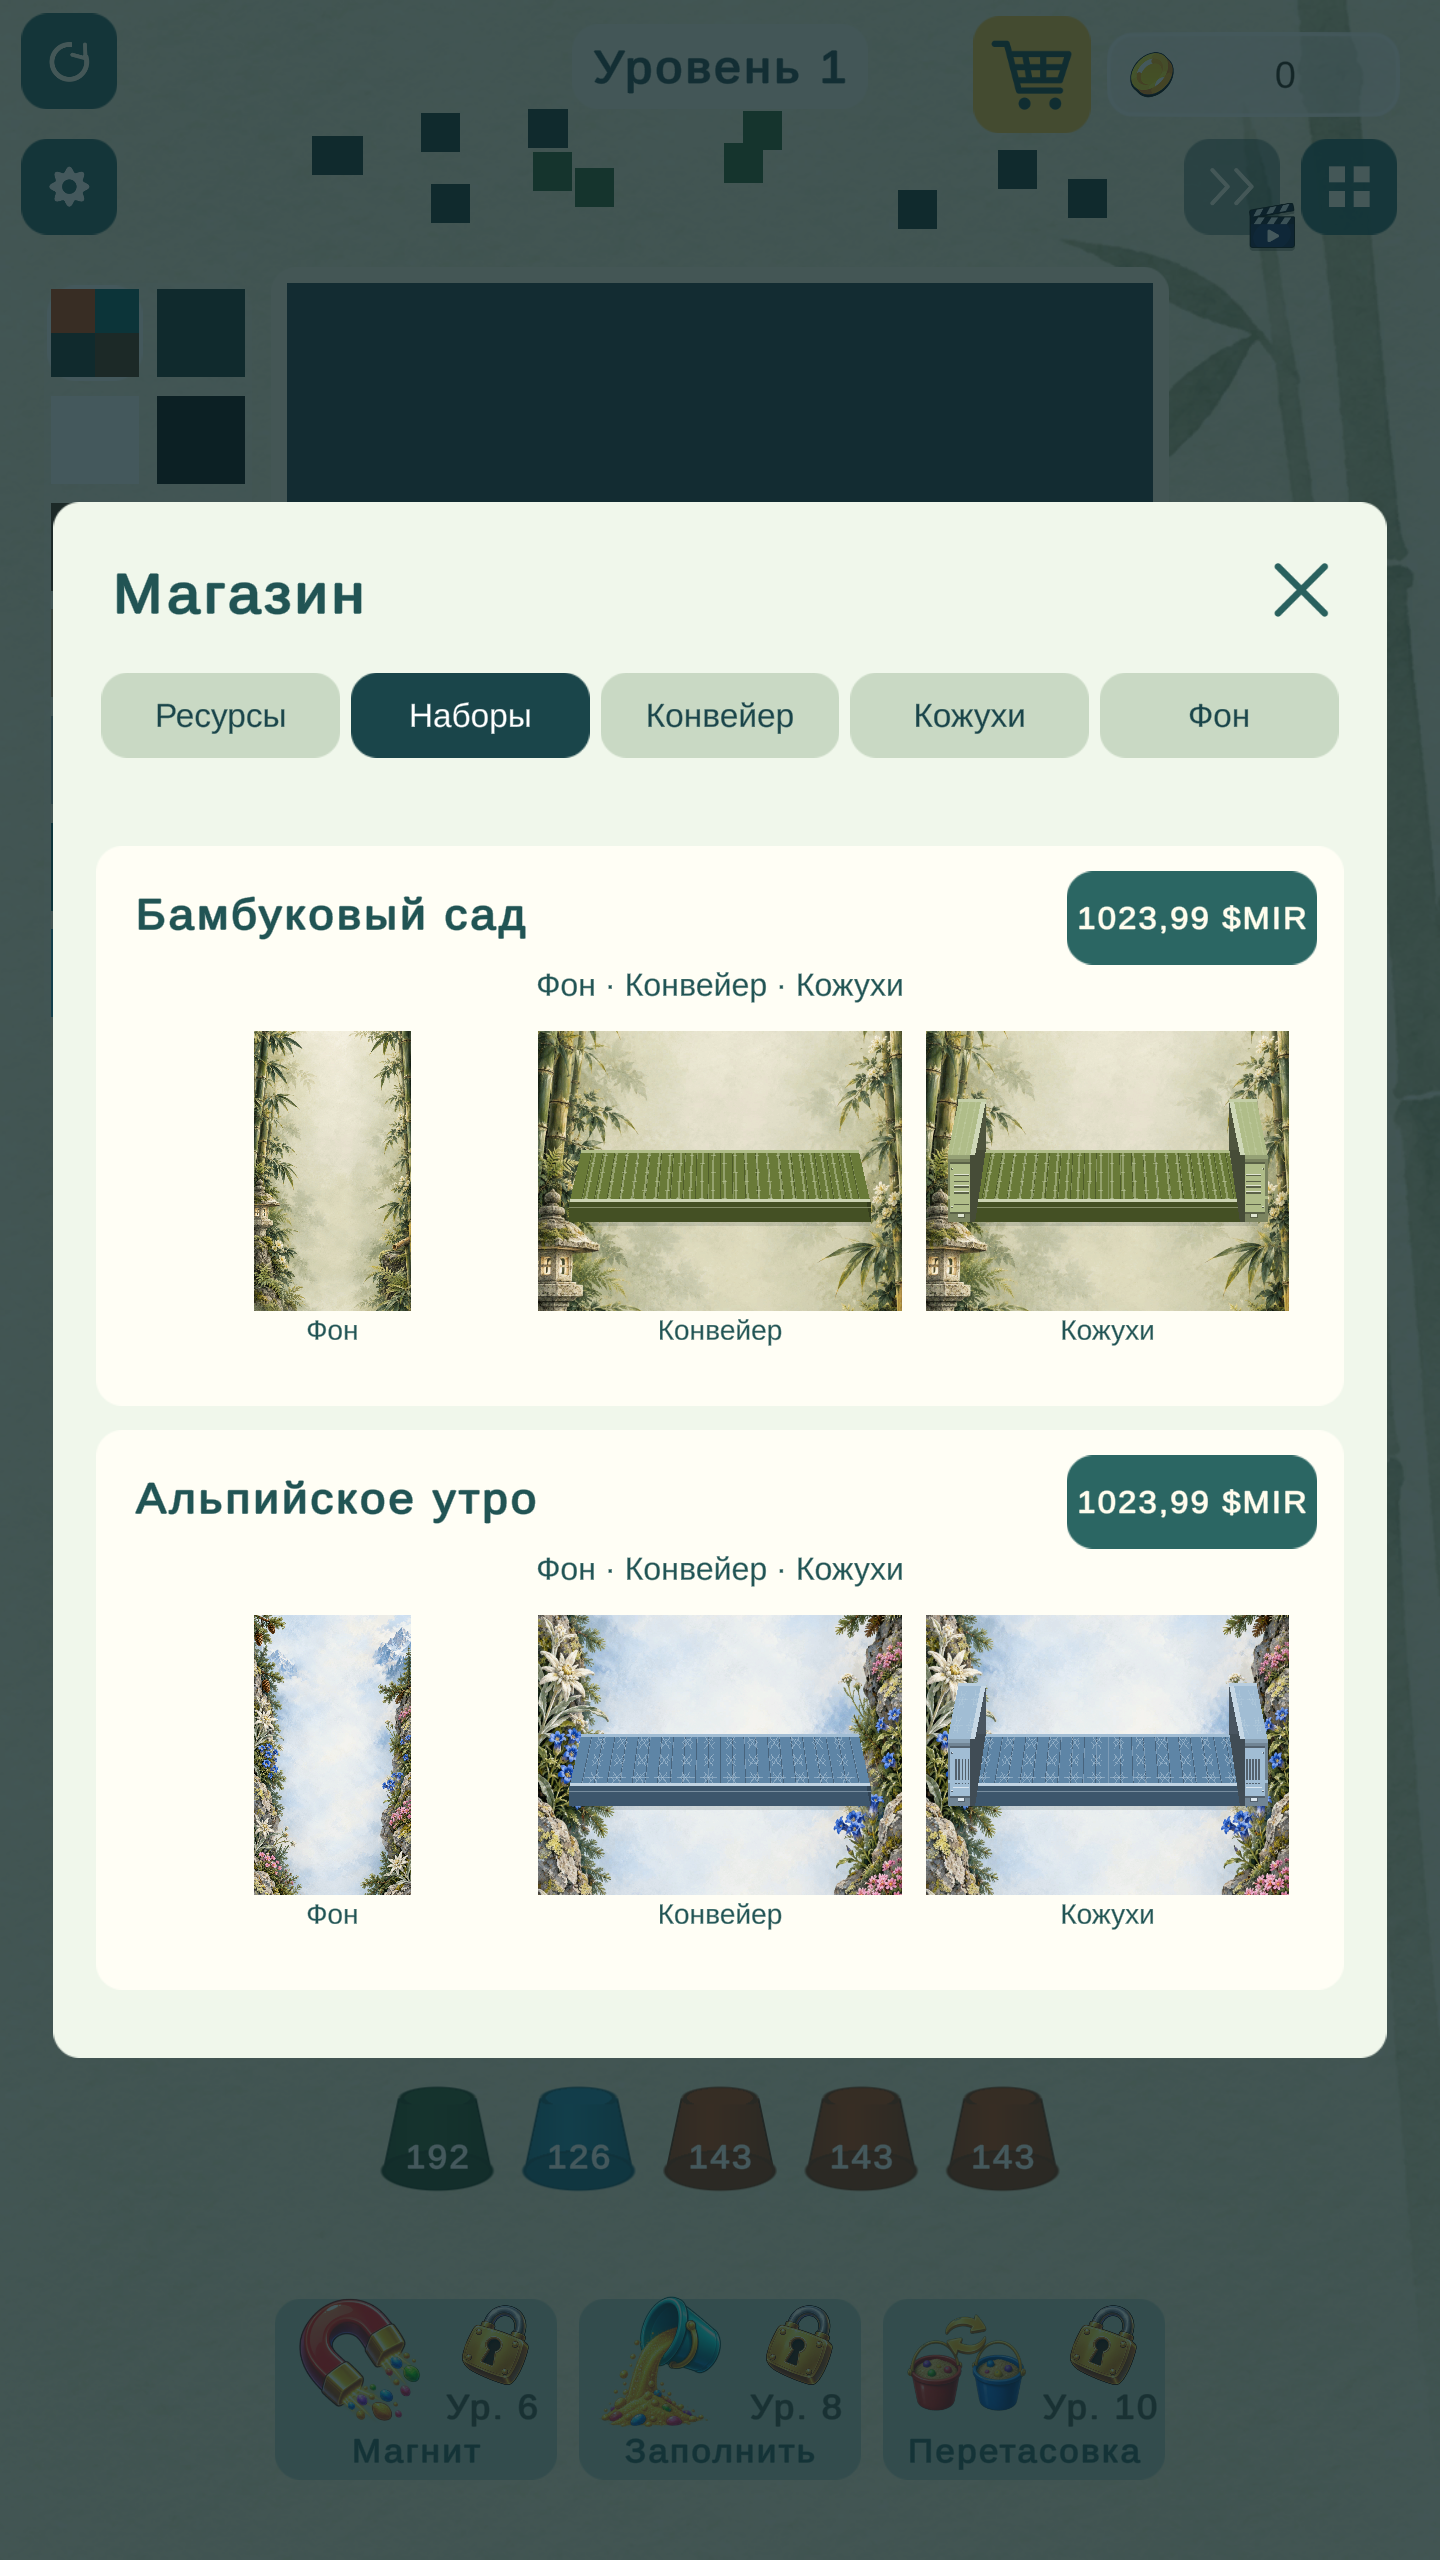 Уровень 1
0
Магазин
Ресурсы
Наборы
Конвейер
Кожухи
Фон
Бамбуковый сад
1023,99 $MIR
Фон · Конвейер · Кожухи
Фон
Конвейер
Кожухи
Альпийское утро
1023,99 $MIR
Фон · Конвейер · Кожухи
Фон
Конвейер
Кожухи
192
126
143
143
143
Ур. 6
Магнит
Ур. 8
Заполнить
Ур. 10
Перетасовка